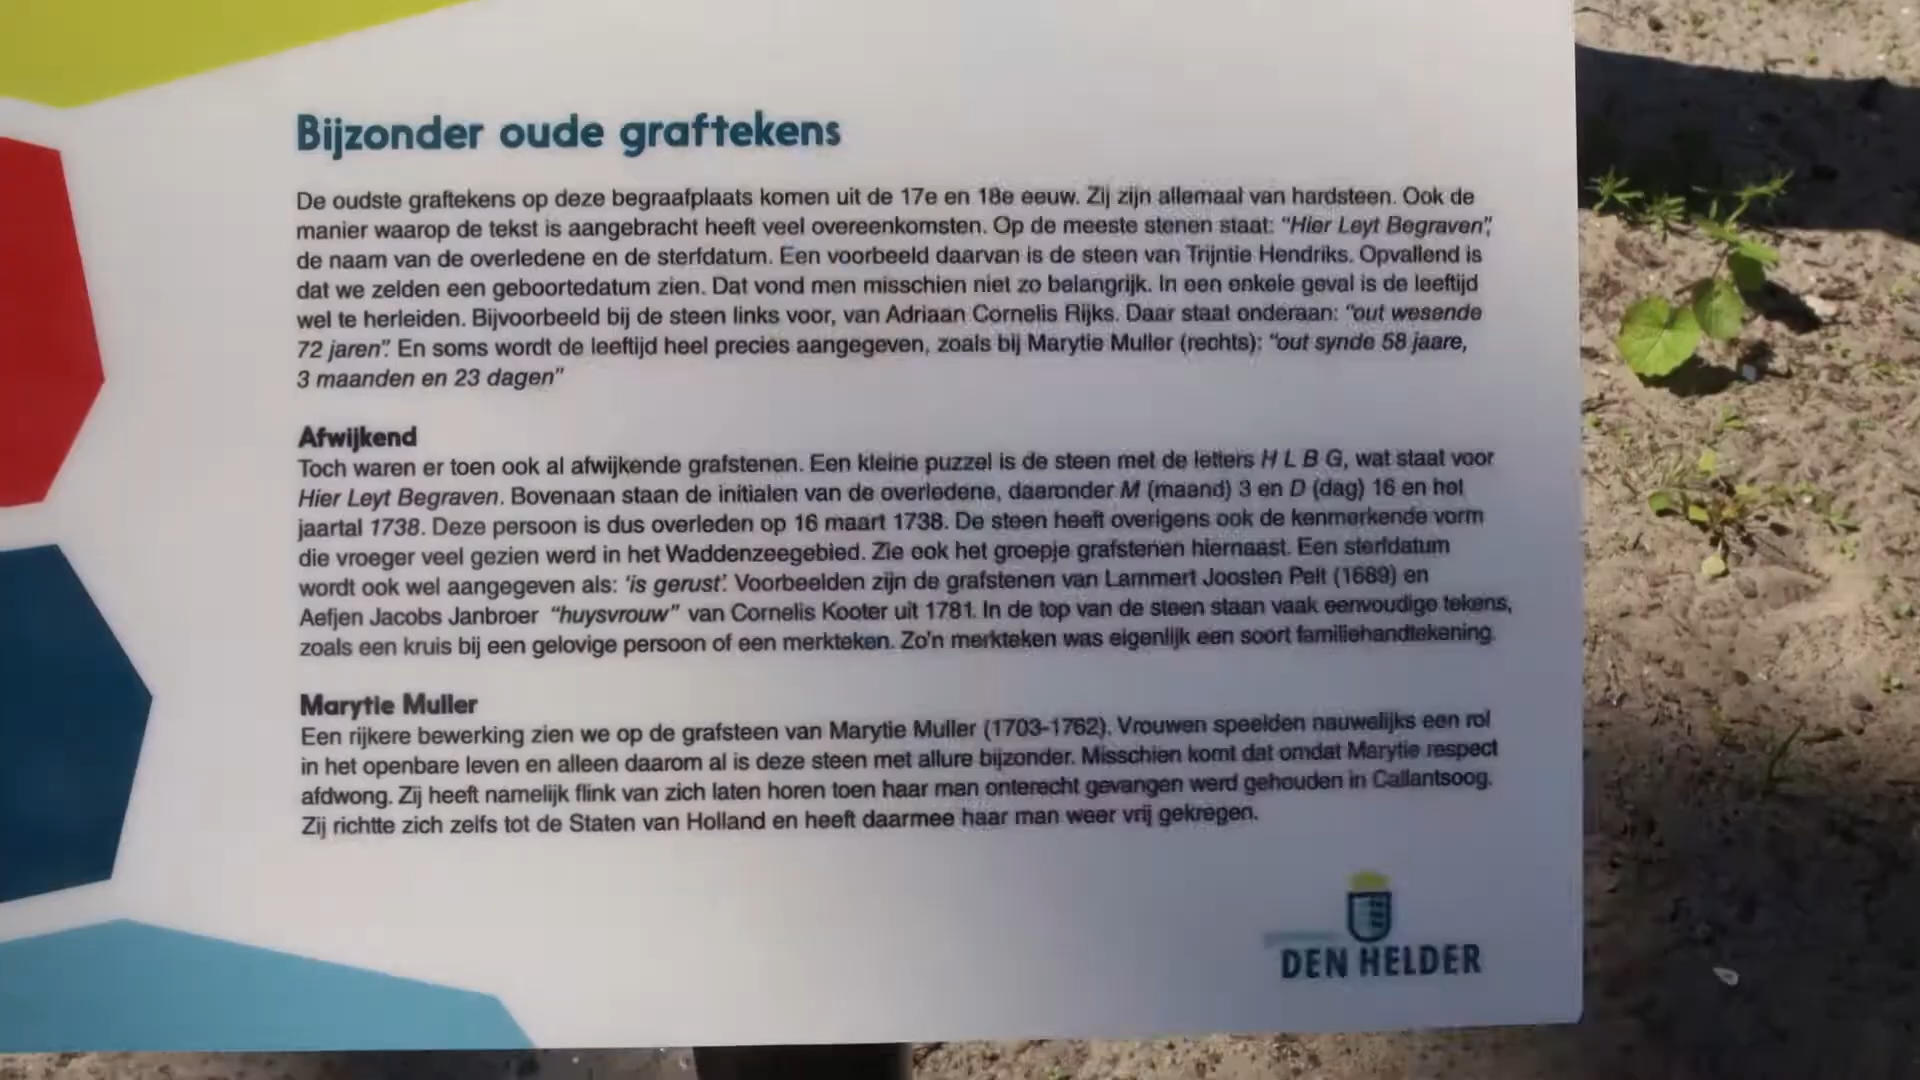 Bijzonder oude graftekens
De oudste graftekens op deze begraafplaats komen uit de 17e en 18e eeuw. Zij zijn allemaal van hardsteen. Ook de
manier waarop de tekst is aangebracht heeft veel overeenkomsten. Op de meeste stenen staat: “Hier Leyt Begraven”,
de naam van de overledene en de sterfdatum. Een voorbeeld daarvan is de steen van Trijntie Hendriks. Opvallend is
dat we zelden een geboortedatum zien. Dat vond men misschien niet zo belangrijk. In een enkele geval is de leeftijd
wel te herleiden. Bijvoorbeeld bij de steen links voor, van Adriaan Cornelis Rijks. Daar staat onderaan: “out wesende
72 jaren”. En soms wordt de leeftijd heel precies aangegeven, zoals bij Marytie Muller (rechts): “out synde 58 jaare,
3 maanden en 23 dagen”
Afwijkend
Toch waren er toen ook al afwijkende grafstenen. Een kleine puzzel is de steen met de letters H L B G, wat staat voor
Hier Leyt Begraven. Bovenaan staan de initialen van de overledene, daaronder M (maand) 3 en D (dag) 16 en het
jaartal 1738. Deze persoon is dus overleden op 16 maart 1738. De steen heeft overigens ook de kenmerkende vorm
die vroeger veel gezien werd in het Waddenzeegebied. Zie ook het groepje grafstenen hiernaast. Een sterfdatum
wordt ook wel aangegeven als: ‘is gerust’. Voorbeelden zijn de grafstenen van Lammert Joosten Pelt (1689) en
Aefjen Jacobs Janbroer “huysvrouw” van Cornelis Kooter uit 1781. In de top van de steen staan vaak eenvoudige tekens,
zoals een kruis bij een gelovige persoon of een merkteken. Zo'n merkteken was eigenlijk een soort familiehandtekening.
Marytie Muller
Een rijkere bewerking zien we op de grafsteen van Marytie Muller (1703-1762). Vrouwen speelden nauwelijks een rol
in het openbare leven en alleen daarom al is deze steen met allure bijzonder. Misschien komt dat omdat Marytie respect
afdwong. Zij heeft namelijk flink van zich laten horen toen haar man onterecht gevangen werd gehouden in Callantsoog.
Zij richtte zich zelfs tot de Staten van Holland en heeft daarmee haar man weer vrij gekregen.
DEN HELDER